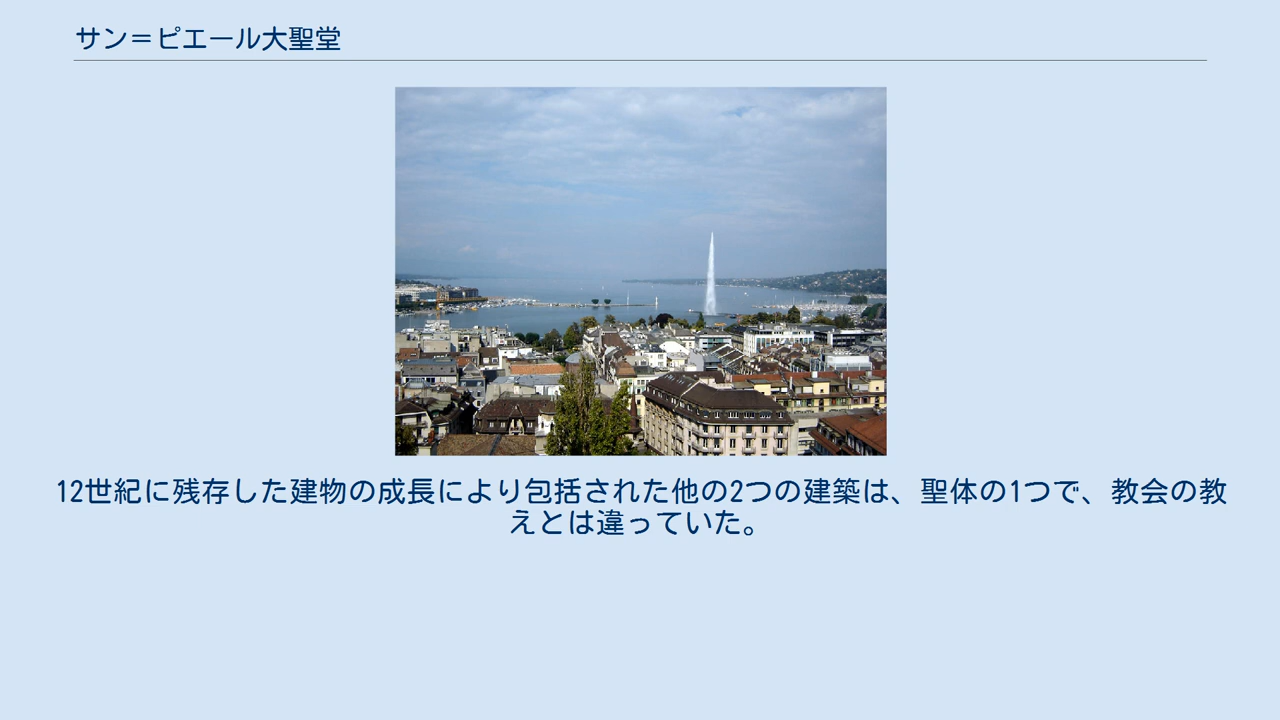 サン＝ピエール大聖堂
12世紀に残存した建物の成長により包括された他の2つの建築は、聖体の1つで、教会の教
えとは違っていた。